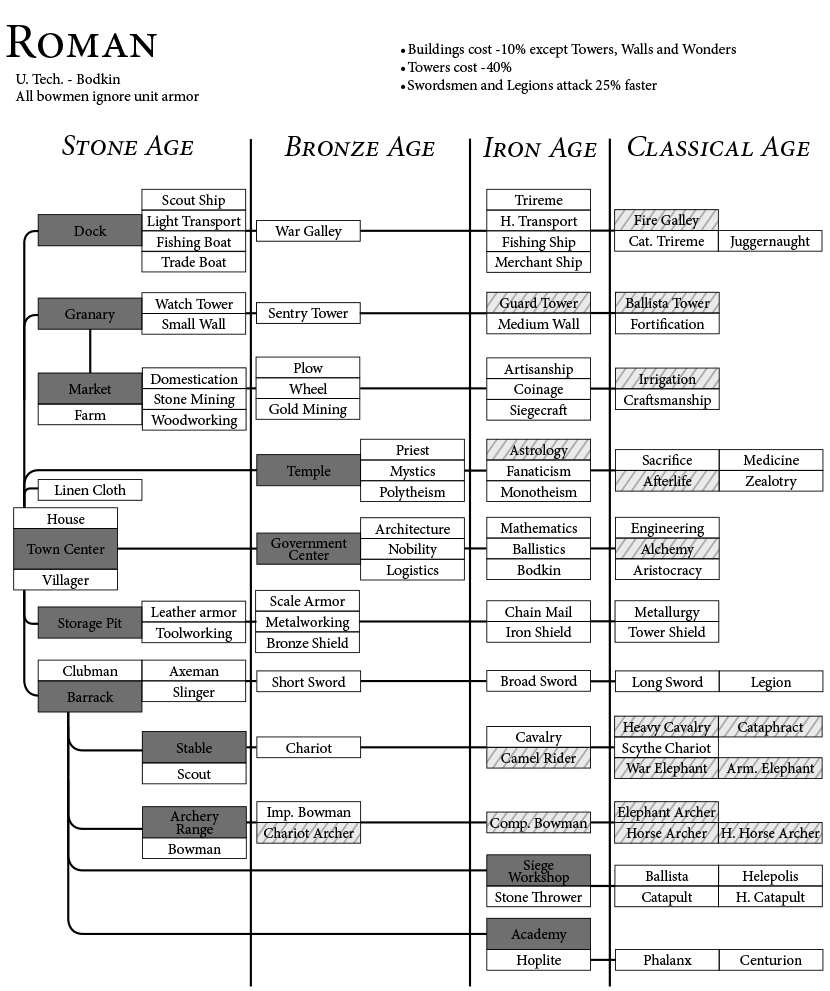 ROMAN
U. Tech. - Bodkin
All bowmen ignore unit armor
• Buildings cost -10% except Towers, Walls and Wonders
• Towers cost -40%
• Swordsmen and Legions attack 25% faster
STONE AGE
BRONZE AGE
IRON AGE
CLASSICAL AGE
Dock
Scout Ship
Light Transport
Fishing Boat
Trade Boat
War Galley
Trireme
H. Transport
Fishing Ship
Merchant Ship
Fire Galley
Cat. Trireme
Juggernaught
Granary
Watch Tower
Small Wall
Sentry Tower
Guard Tower
Medium Wall
Ballista Tower
Fortification
Market
Farm
Domestication
Stone Mining
Woodworking
Plow
Wheel
Gold Mining
Artisanship
Coinage
Siegecraft
Irrigation
Craftsmanship
Temple
Priest
Mystics
Polytheism
Astrology
Fanaticism
Monotheism
Sacrifice
Medicine
Afterlife
Zealotry
Linen Cloth
House
Town Center
Villager
Government
Center
Architecture
Nobility
Logistics
Mathematics
Ballistics
Bodkin
Engineering
Alchemy
Aristocracy
Storage Pit
Leather armor
Toolworking
Scale Armor
Metalworking
Bronze Shield
Chain Mail
Iron Shield
Metallurgy
Tower Shield
Clubman
Barrack
Axeman
Slinger
Short Sword
Broad Sword
Long Sword
Legion
Stable
Scout
Chariot
Cavalry
Camel Rider
Heavy Cavalry
Cataphract
Scythe Chariot
War Elephant
Arm. Elephant
Archery
Range
Bowman
Imp. Bowman
Chariot Archer
Comp. Bowman
Elephant Archer
Horse Archer
H. Horse Archer
Siege
Workshop
Stone Thrower
Ballista
Helepolis
Catapult
H. Catapult
Academy
Hoplite
Phalanx
Centurion